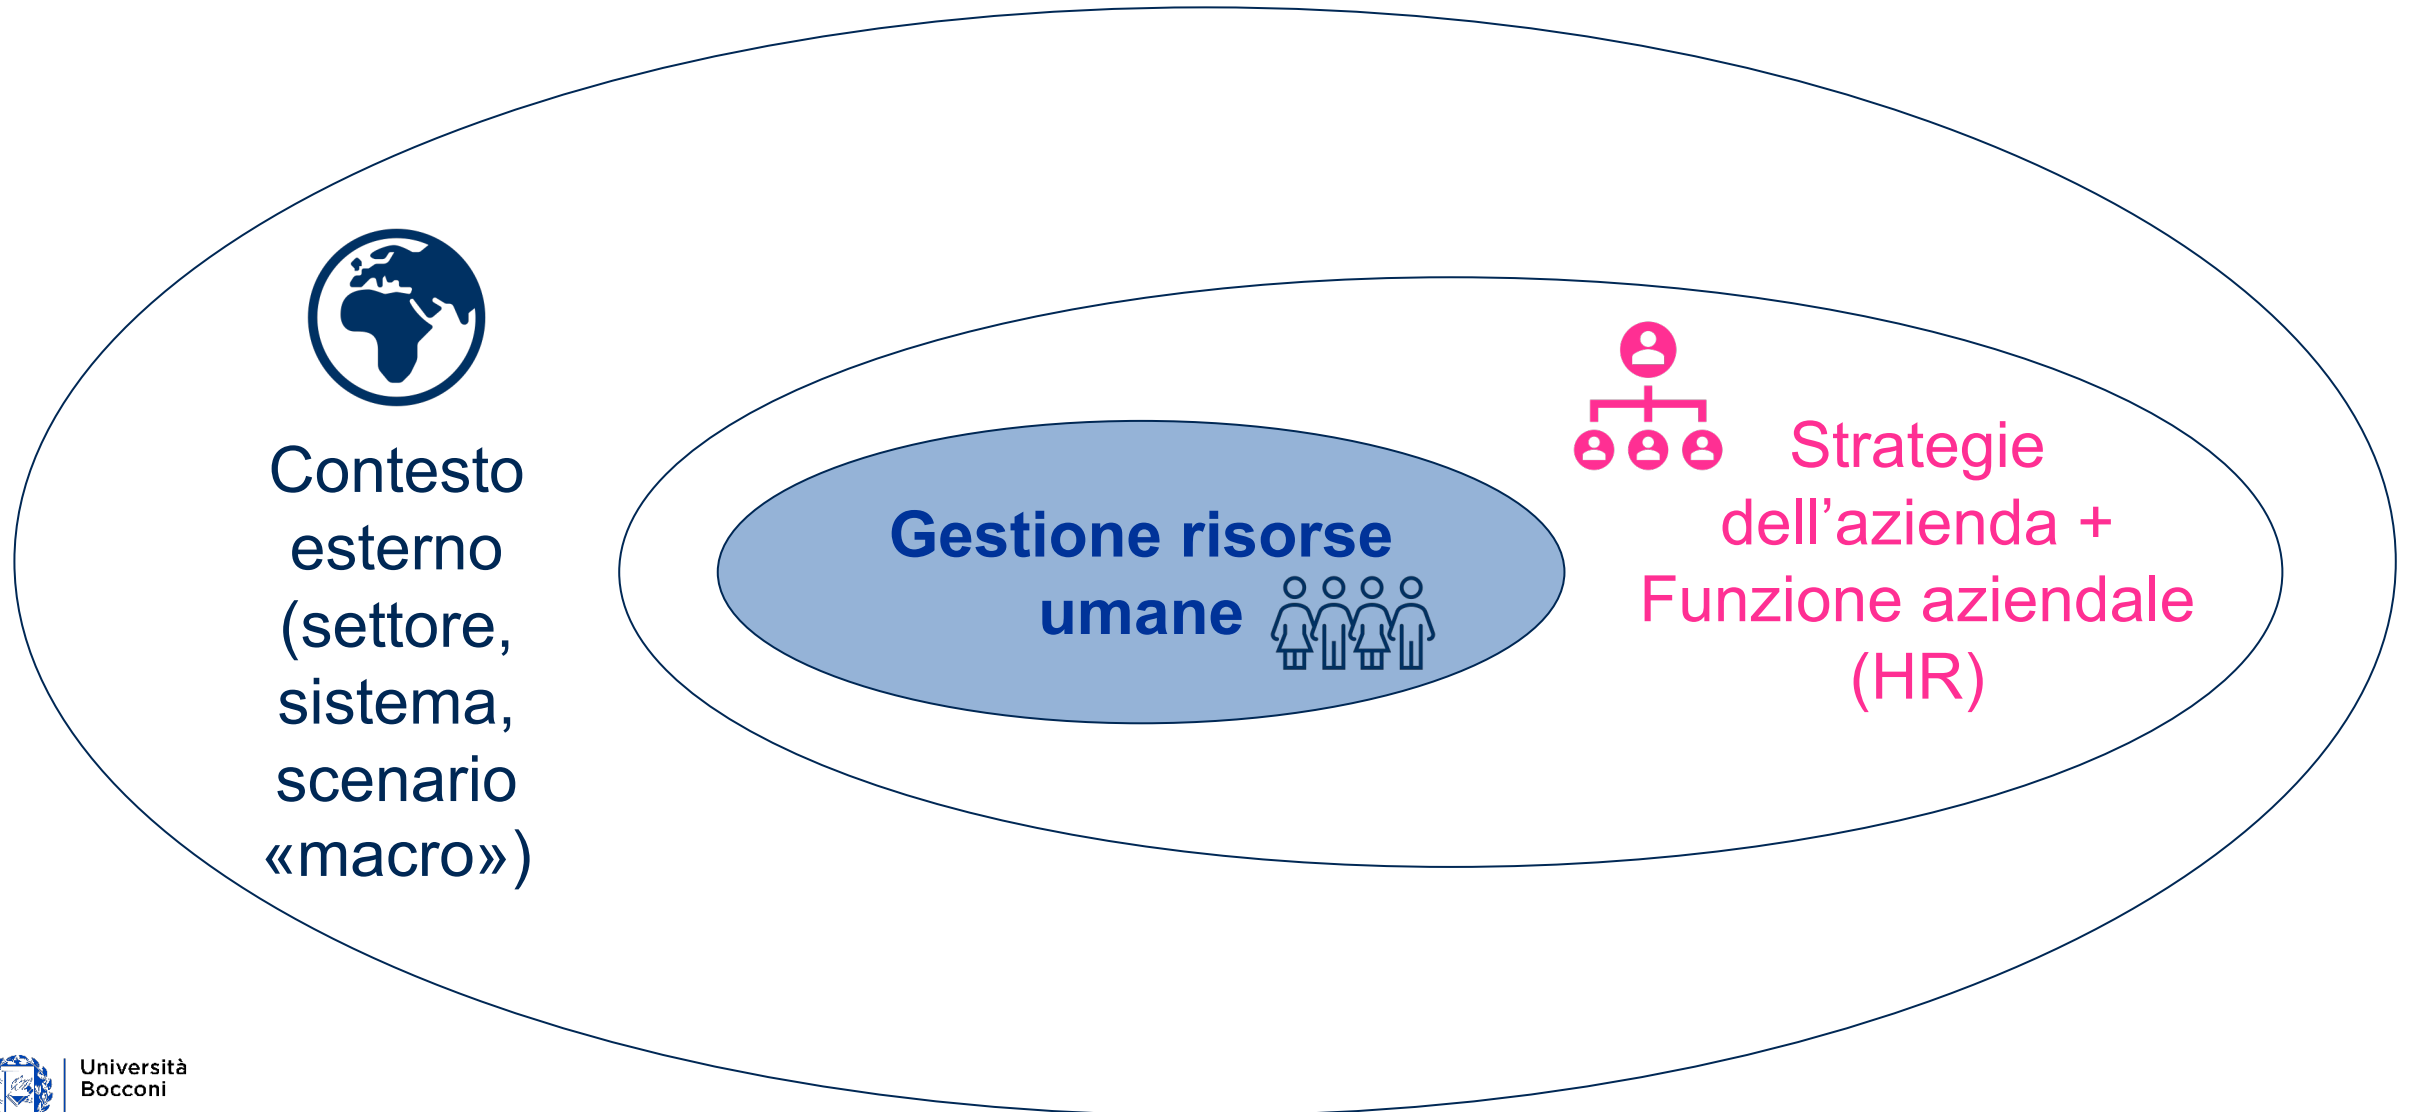 Contesto
esterno
(settore,
sistema,
scenario
«macro»)
Gestione risorse
umane
Strategie
dell’azienda +
Funzione aziendale
(HR)
Università
Bocconi